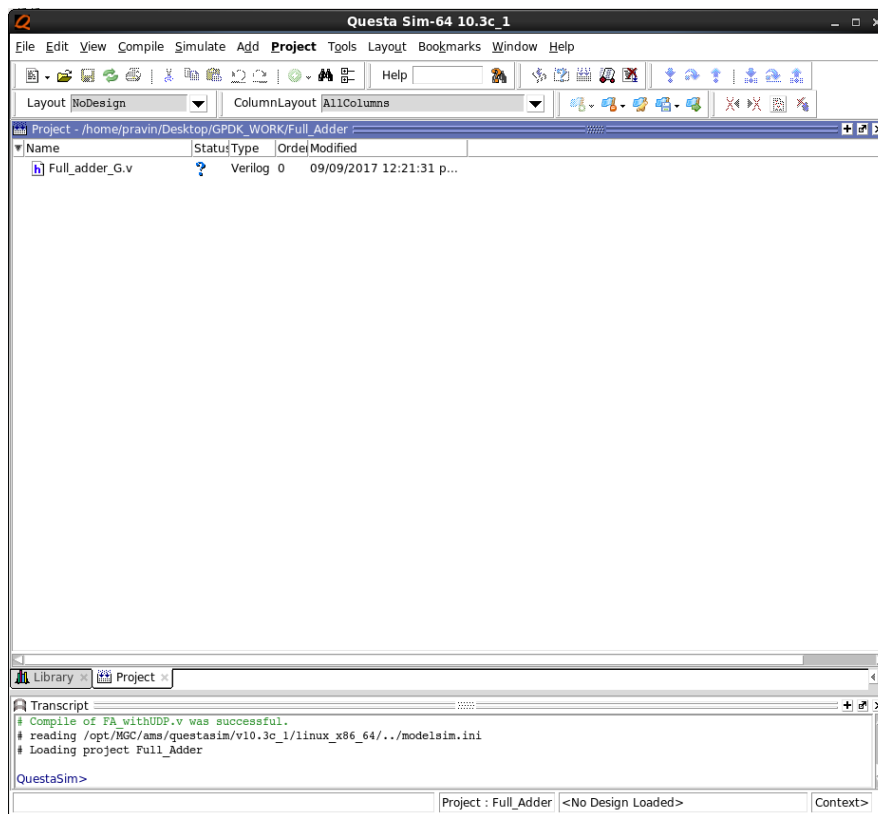 Questa Sim-64 10.3c_1
File Edit View Compile Simulate Add Project Tools Layout Bookmarks Window Help
Help
Layout NoDesign ColumnLayout AllColumns
Project - /home/pravin/Desktop/GPDK_WORK/Full_Adder
Name Status Type Order Modified
Full_adder_G.v ? Verilog 0 09/09/2017 12:21:31 p...
Library Project
Transcript
# Compile of FA_withUDP.v was successful.
# reading /opt/MGC/ams/questasim/v10.3c_1/linux_x86_64/../modelsim.ini
# Loading project Full_Adder
QuestaSim>
Project : Full_Adder <No Design Loaded> Context>